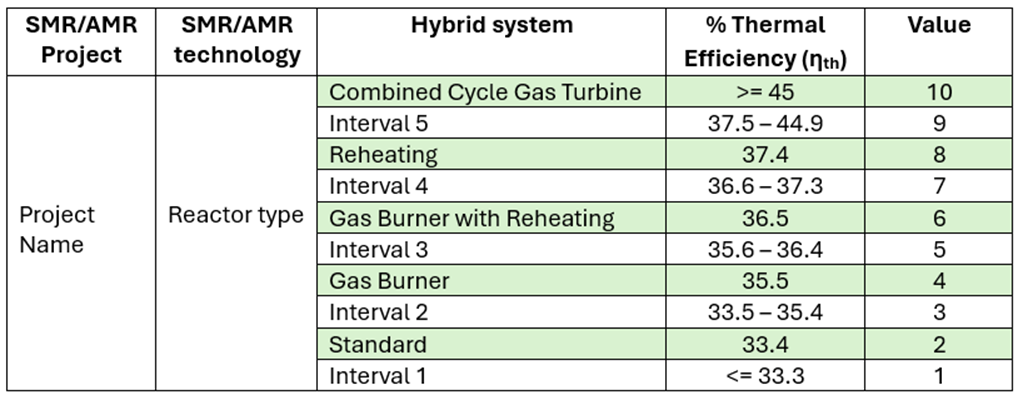 SMR/AMR Project SMR/AMR technology Hybrid system % Thermal Efficiency (ηth) Value
Combined Cycle Gas Turbine >= 45 10
Interval 5 37.5 – 44.9 9
Reheating 37.4 8
Interval 4 36.6 – 37.3 7
Project Name Reactor type Gas Burner with Reheating 36.5 6
Interval 3 35.6 – 36.4 5
Gas Burner 35.5 4
Interval 2 33.5 – 35.4 3
Standard 33.4 2
Interval 1 <= 33.3 1